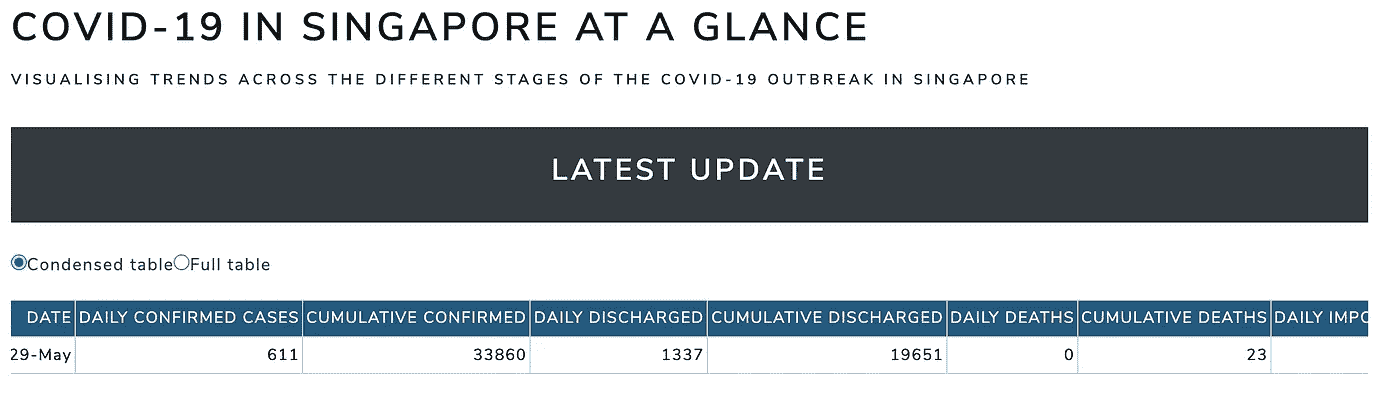 COVID-19 IN SINGAPORE AT A GLANCE
VISUALISING TRENDS ACROSS THE DIFFERENT STAGES OF THE COVID-19 OUTBREAK IN SINGAPORE
LATEST UPDATE
Condensed table Full table
DATE DAILY CONFIRMED CASES CUMULATIVE CONFIRMED DAILY DISCHARGED CUMULATIVE DISCHARGED DAILY DEATHS CUMULATIVE DEATHS DAILY
29-May 611 33860 1337 19651 0 23